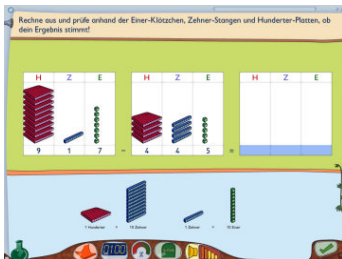 Rechne aus und prüfe anhand der Einer-Klötzchen, Zehner-Stangen und Hunderter-Platten, ob
dein Ergebnis stimmt!
H Z E H Z E H Z E
9 1 7 - 4 4 5 =
1 Hunderter = 10 Zehner 1 Zehner = 10 Einer